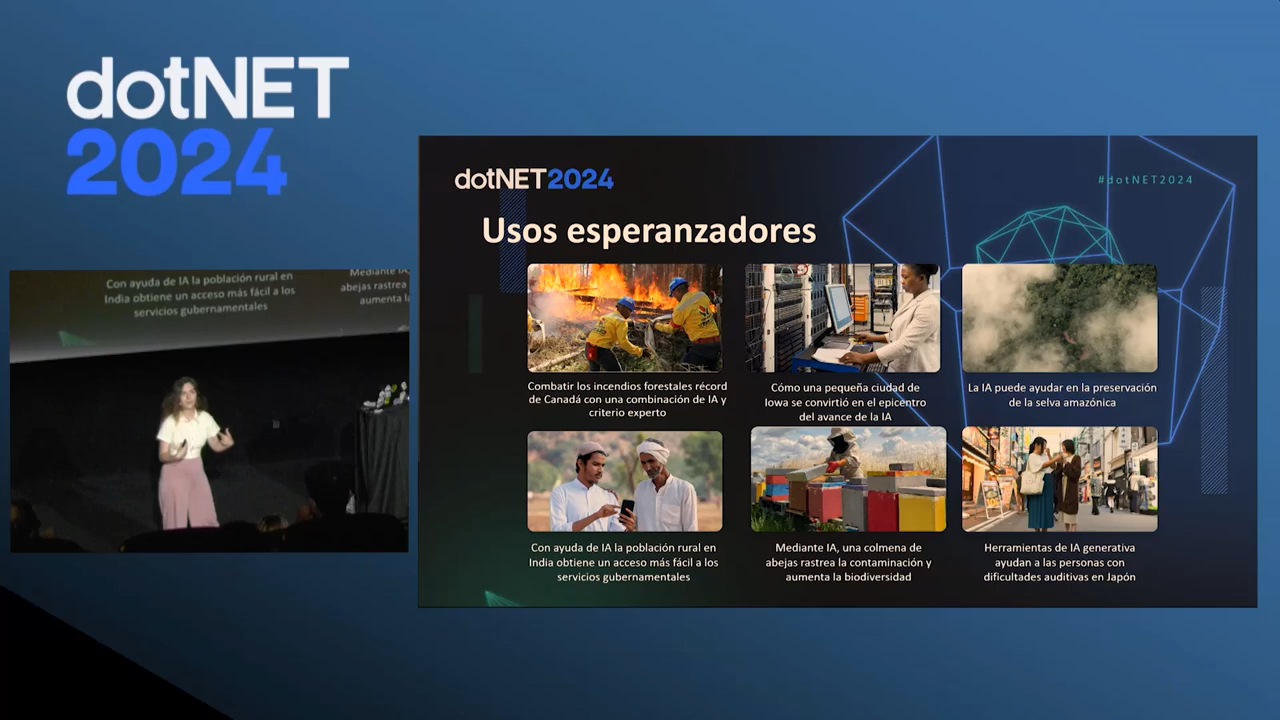 dotNET
2024
Con ayuda de IA la población rural en
India obtiene un acceso más fácil a los
servicios gubernamentales
Mediante IA
abejas rastrea
aumenta la
dotNET2024
#dotNET2024
Usos esperanzadores
Combatir los incendios forestales récord
de Canadá con una combinación de IA y
criterio experto
Cómo una pequeña ciudad de
Iowa se convirtió en el epicentro
del avance de la IA
La IA puede ayudar en la preservación
de la selva amazónica
Con ayuda de IA la población rural en
India obtiene un acceso más fácil a los
servicios gubernamentales
Mediante IA, una colmena de
abejas rastrea la contaminación y
aumenta la biodiversidad
Herramientas de IA generativa
ayudan a las personas con
dificultades auditivas en Japón